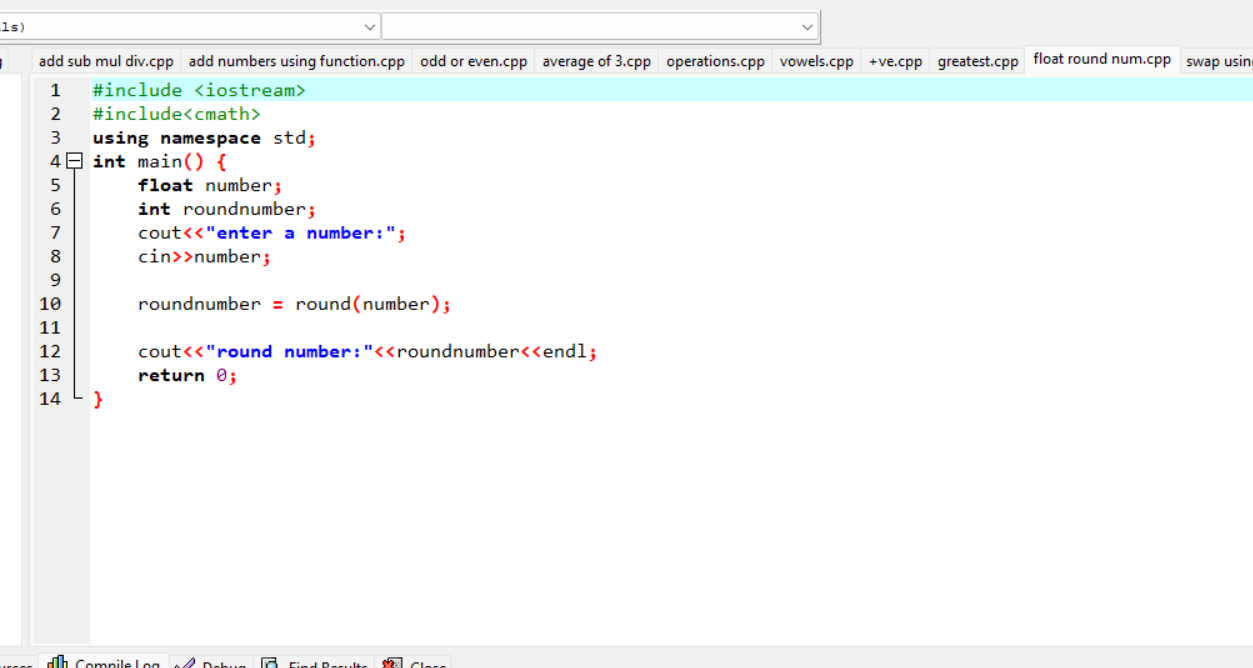 ls)
add sub mul div.cpp add numbers using function.cpp odd or even.cpp average of 3.cpp operations.cpp vowels.cpp +ve.cpp greatest.cpp float round num.cpp swap using
1 #include <iostream>
2 #include<cmath>
3 using namespace std;
4 int main() {
5 float number;
6 int roundnumber;
7 cout<<"enter a number:";
8 cin>>number;
9
10 roundnumber = round(number);
11
12 cout<<"round number:"<<roundnumber<<endl;
13 return 0;
14 }
Compile Log Debug Find Results Close